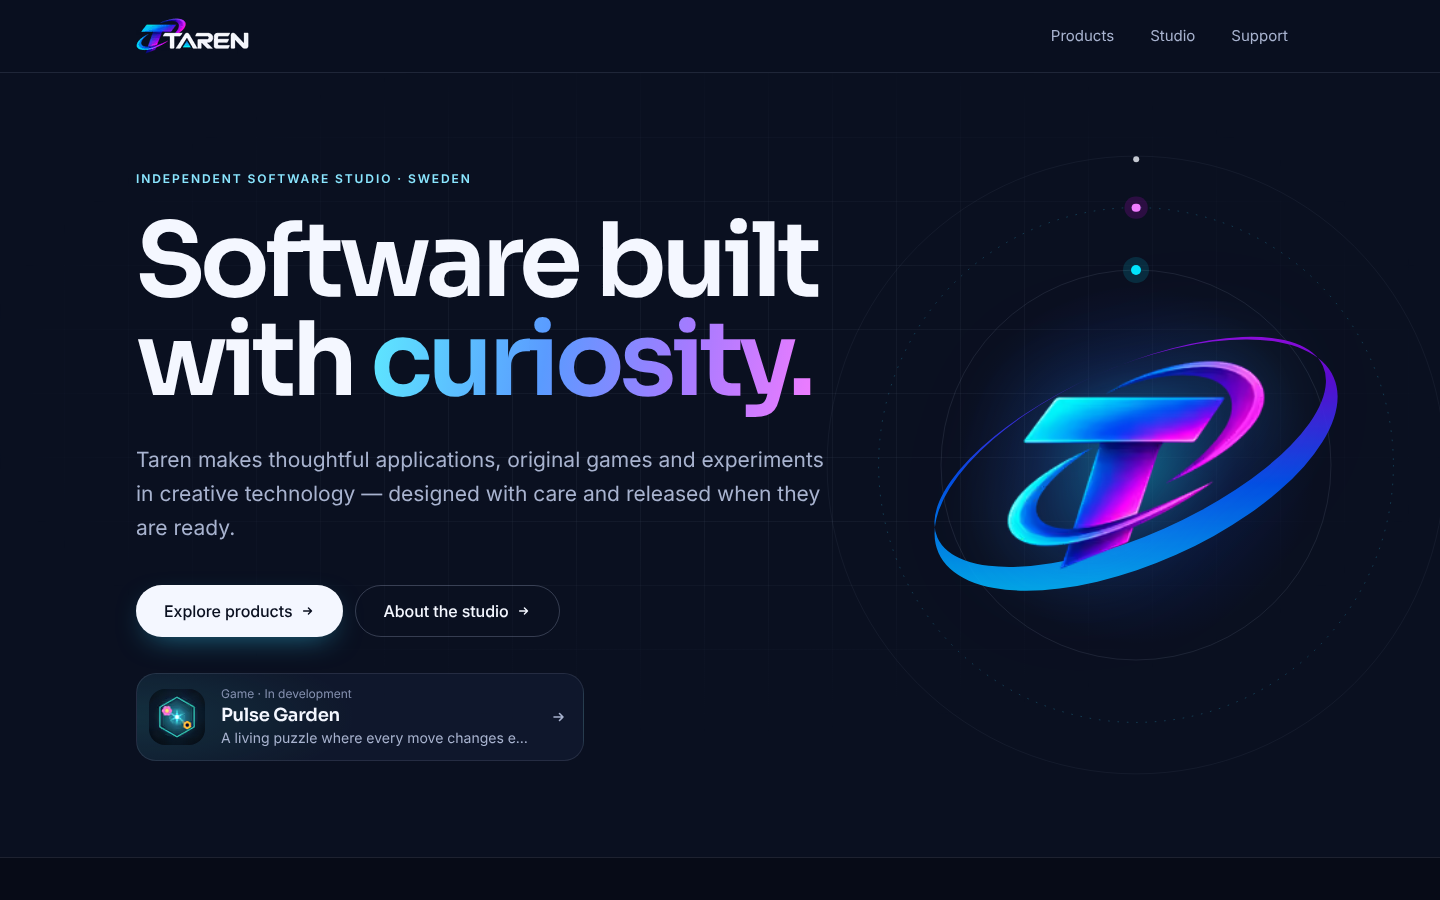 TAREN
Products
Studio
Support
INDEPENDENT SOFTWARE STUDIO · SWEDEN
Software built
with curiosity.
Taren makes thoughtful applications, original games and experiments
in creative technology — designed with care and released when they
are ready.
Explore products →
About the studio →
Game · In development
Pulse Garden
A living puzzle where every move changes e...
→